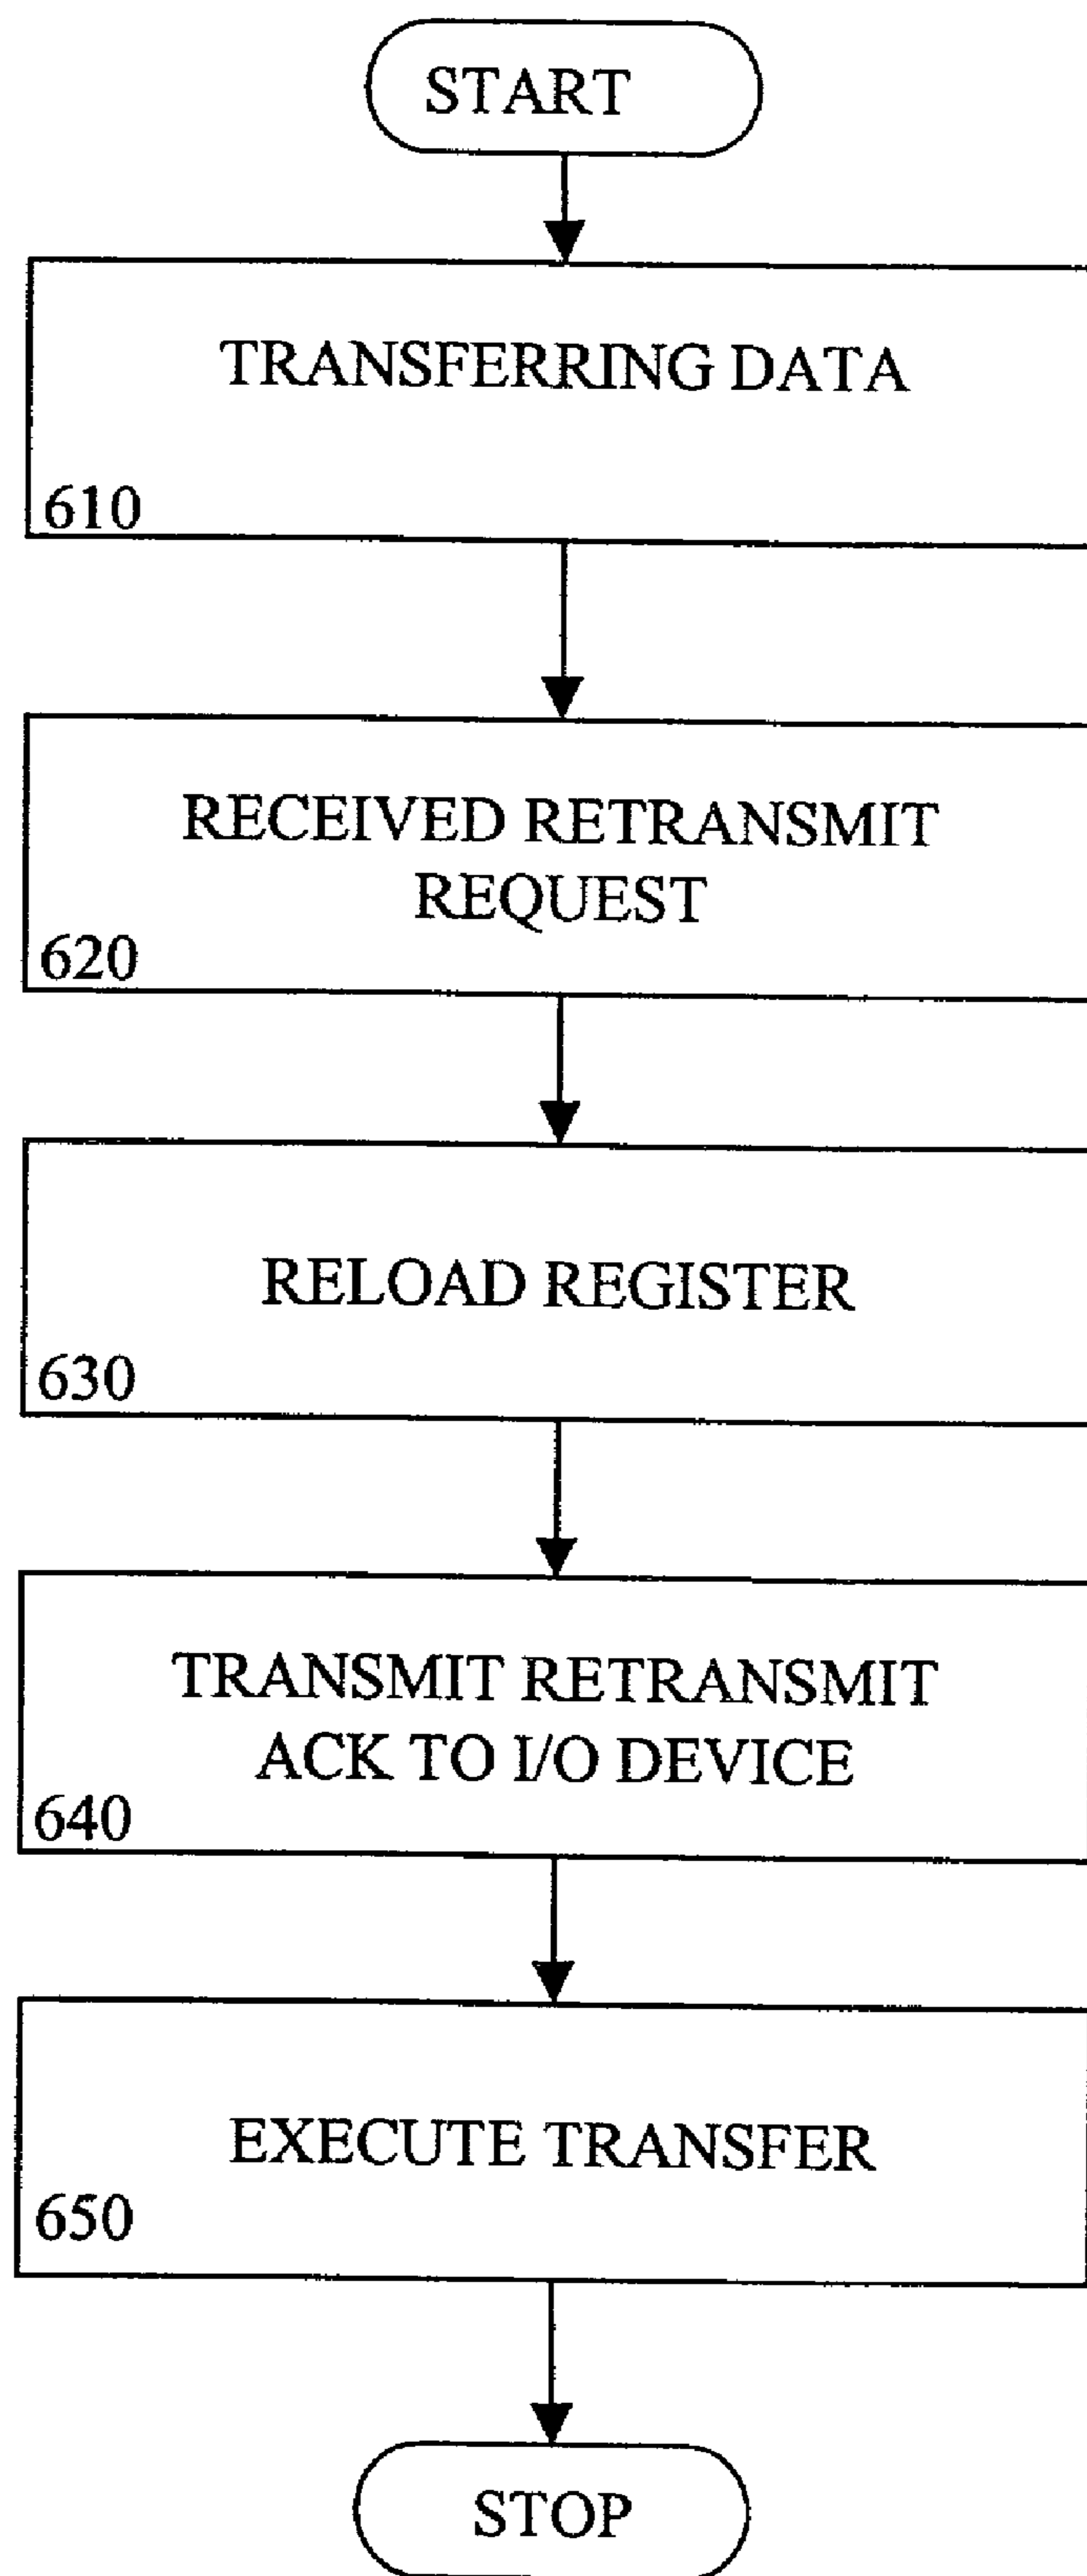 START
TRANSFERRING DATA
610
RECEIVED RETRANSMIT
REQUEST
620
RELOAD REGISTER
630
TRANSMIT RETRANSMIT
ACK TO I/O DEVICE
640
EXECUTE TRANSFER
650
STOP